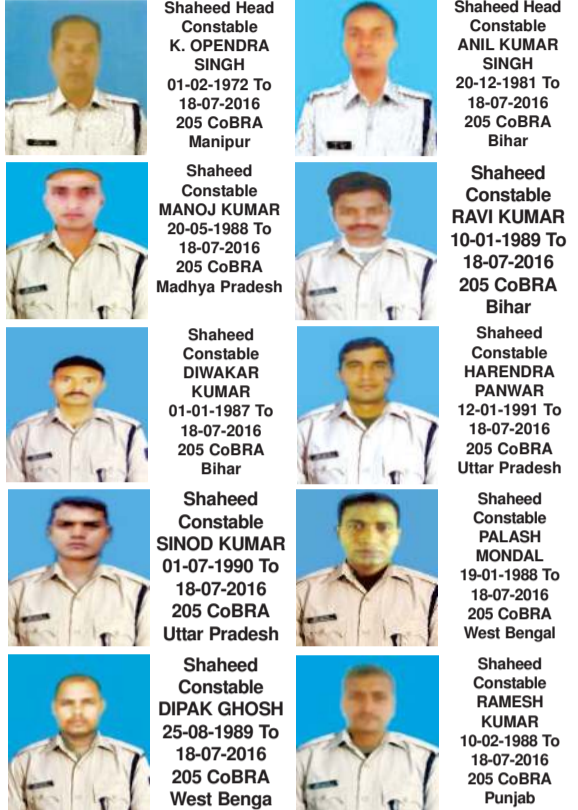 Shaheed Head
Constable
K. OPENDRA
SINGH
01-02-1972 To
18-07-2016
205 CoBRA
Manipur
Shaheed Head
Constable
ANIL KUMAR
SINGH
20-12-1981 To
18-07-2016
205 CoBRA
Bihar
Shaheed
Constable
MANOJ KUMAR
20-05-1988 To
18-07-2016
205 CoBRA
Madhya Pradesh
Shaheed
Constable
RAVI KUMAR
10-01-1989 To
18-07-2016
205 CoBRA
Bihar
Shaheed
Constable
DIWAKAR
KUMAR
01-01-1987 To
18-07-2016
205 CoBRA
Bihar
Shaheed
Constable
HARENDRA
PANWAR
12-01-1991 To
18-07-2016
205 CoBRA
Uttar Pradesh
Shaheed
Constable
SINOD KUMAR
01-07-1990 To
18-07-2016
205 CoBRA
Uttar Pradesh
Shaheed
Constable
PALASH
MONDAL
19-01-1988 To
18-07-2016
205 CoBRA
West Bengal
Shaheed
Constable
DIPAK GHOSH
25-08-1989 To
18-07-2016
205 CoBRA
West Benga
Shaheed
Constable
RAMESH
KUMAR
10-02-1988 To
18-07-2016
205 CoBRA
Punjab